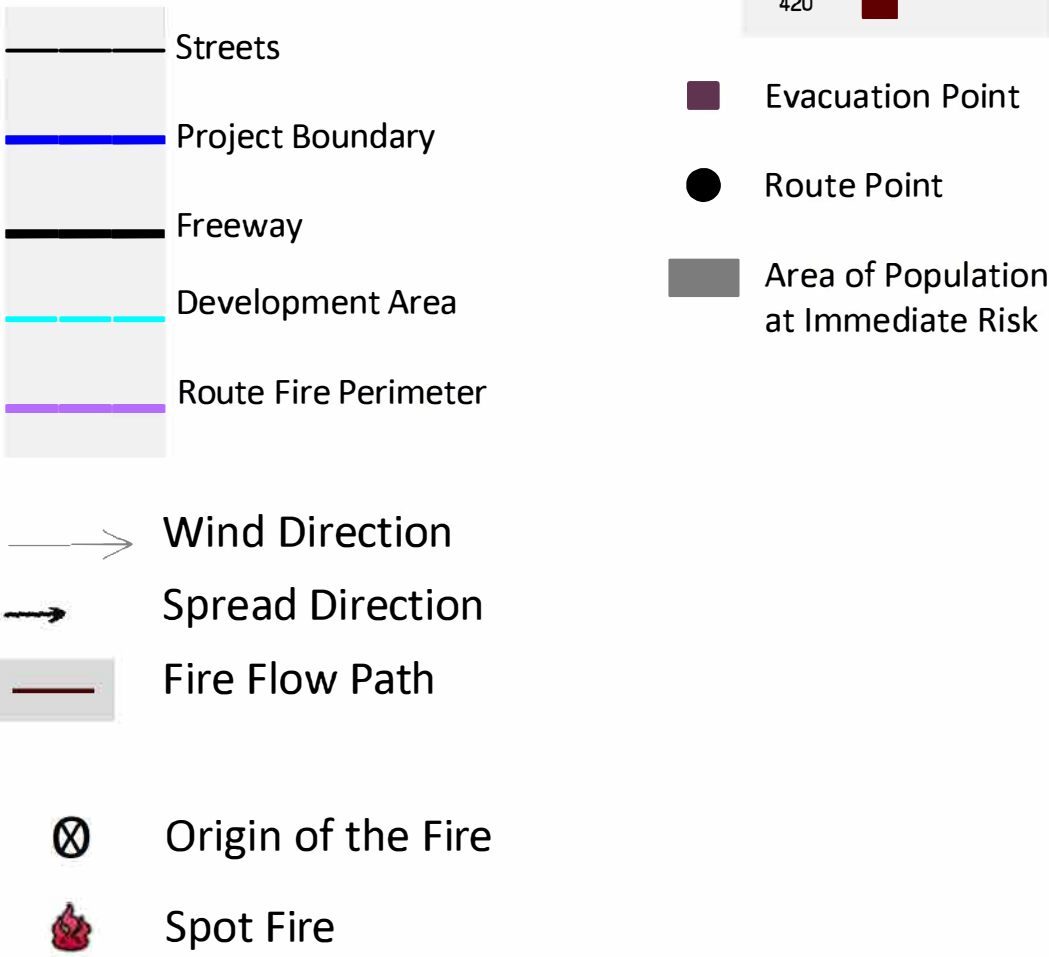 420
Streets
Project Boundary
Freeway
Development Area
Route Fire Perimeter
Evacuation Point
Route Point
Area of Population
at Immediate Risk
Wind Direction
Spread Direction
Fire Flow Path
Origin of the Fire
Spot Fire